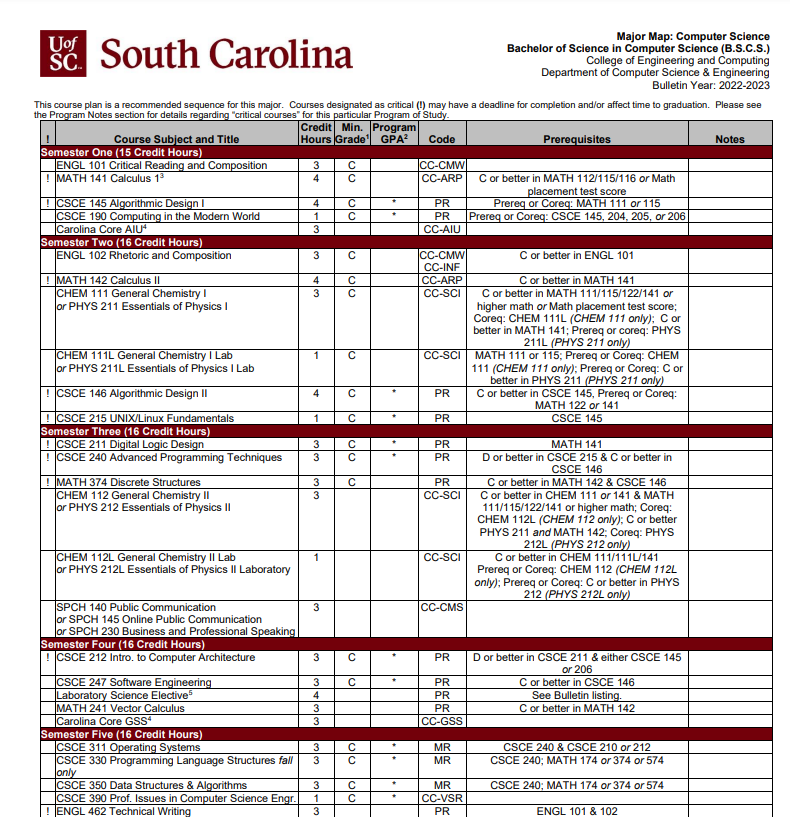 UofSC South Carolina
Major Map: Computer Science
Bachelor of Science in Computer Science (B.S.C.S.)
College of Engineering and Computing
Department of Computer Science & Engineering
Bulletin Year: 2022-2023
This course plan is a recommended sequence for this major. Courses designated as critical (!) may have a deadline for completion and/or affect time to graduation. Please see
the Program Notes section for details regarding “critical courses” for this particular Program of Study.
! Course Subject and Title Credit Hours Min. Grade¹ Program GPA² Code Prerequisites Notes
Semester One (15 Credit Hours)
ENGL 101 Critical Reading and Composition 3 C CC-CMW
! MATH 141 Calculus 1³ 4 C CC-ARP C or better in MATH 112/115/116 or Math
placement test score
! CSCE 145 Algorithmic Design I 4 C * PR Prereq or Coreq: MATH 111 or 115
CSCE 190 Computing in the Modern World 1 C * PR Prereq or Coreq: CSCE 145, 204, 205, or 206
Carolina Core AIU⁴ 3 CC-AIU
Semester Two (16 Credit Hours)
ENGL 102 Rhetoric and Composition 3 C CC-CMW C or better in ENGL 101
CC-INF
! MATH 142 Calculus II 4 C CC-ARP C or better in MATH 141
CHEM 111 General Chemistry I 3 C CC-SCI C or better in MATH 111/115/122/141 or
or PHYS 211 Essentials of Physics I higher math or Math placement test score;
Coreq: CHEM 111L (CHEM 111 only); C or
better in MATH 141; Prereq or coreq: PHYS
211L (PHYS 211 only)
CHEM 111L General Chemistry I Lab 1 C CC-SCI MATH 111 or 115; Prereq or Coreq: CHEM
or PHYS 211L Essentials of Physics I Lab 111 (CHEM 111 only); Prereq or Coreq: C or
better in PHYS 211 (PHYS 211 only)
! CSCE 146 Algorithmic Design II 4 C * PR C or better in CSCE 145, Prereq or Coreq:
MATH 122 or 141
! CSCE 215 UNIX/Linux Fundamentals 1 C * PR CSCE 145
Semester Three (16 Credit Hours)
! CSCE 211 Digital Logic Design 3 C * PR MATH 141
! CSCE 240 Advanced Programming Techniques 3 C * PR D or better in CSCE 215 & C or better in
CSCE 146
! MATH 374 Discrete Structures 3 C PR C or better in MATH 142 & CSCE 146
CHEM 112 General Chemistry II 3 CC-SCI C or better in CHEM 111 or 141 & MATH
or PHYS 212 Essentials of Physics II 111/115/122/141 or higher math; Coreq:
CHEM 112L (CHEM 112 only); C or better
PHYS 211 and MATH 142; Coreq: PHYS
212L (PHYS 212 only)
CHEM 112L General Chemistry II Lab 1 CC-SCI C or better in CHEM 111/111L/141
or PHYS 212L Essentials of Physics II Laboratory Prereq or Coreq: CHEM 112 (CHEM 112L
only); Prereq or Coreq: C or better in PHYS
212 (PHYS 212L only)
SPCH 140 Public Communication 3 CC-CMS
or SPCH 145 Online Public Communication
or SPCH 230 Business and Professional Speaking
Semester Four (16 Credit Hours)
! CSCE 212 Intro. to Computer Architecture 3 C * PR D or better in CSCE 211 & either CSCE 145
or 206
CSCE 247 Software Engineering 3 C * PR C or better in CSCE 146
Laboratory Science Elective⁵ 4 PR See Bulletin listing.
MATH 241 Vector Calculus 3 PR C or better in MATH 142
Carolina Core GSS⁴ 3 CC-GSS
Semester Five (16 Credit Hours)
CSCE 311 Operating Systems 3 C * MR CSCE 240 & CSCE 210 or 212
CSCE 330 Programming Language Structures fall 3 C * MR CSCE 240; MATH 174 or 374 or 574
only
CSCE 350 Data Structures & Algorithms 3 C * MR CSCE 240; MATH 174 or 374 or 574
CSCE 390 Prof. Issues in Computer Science Engr. 1 C * CC-VSR
! ENGL 462 Technical Writing 3 PR ENGL 101 & 102